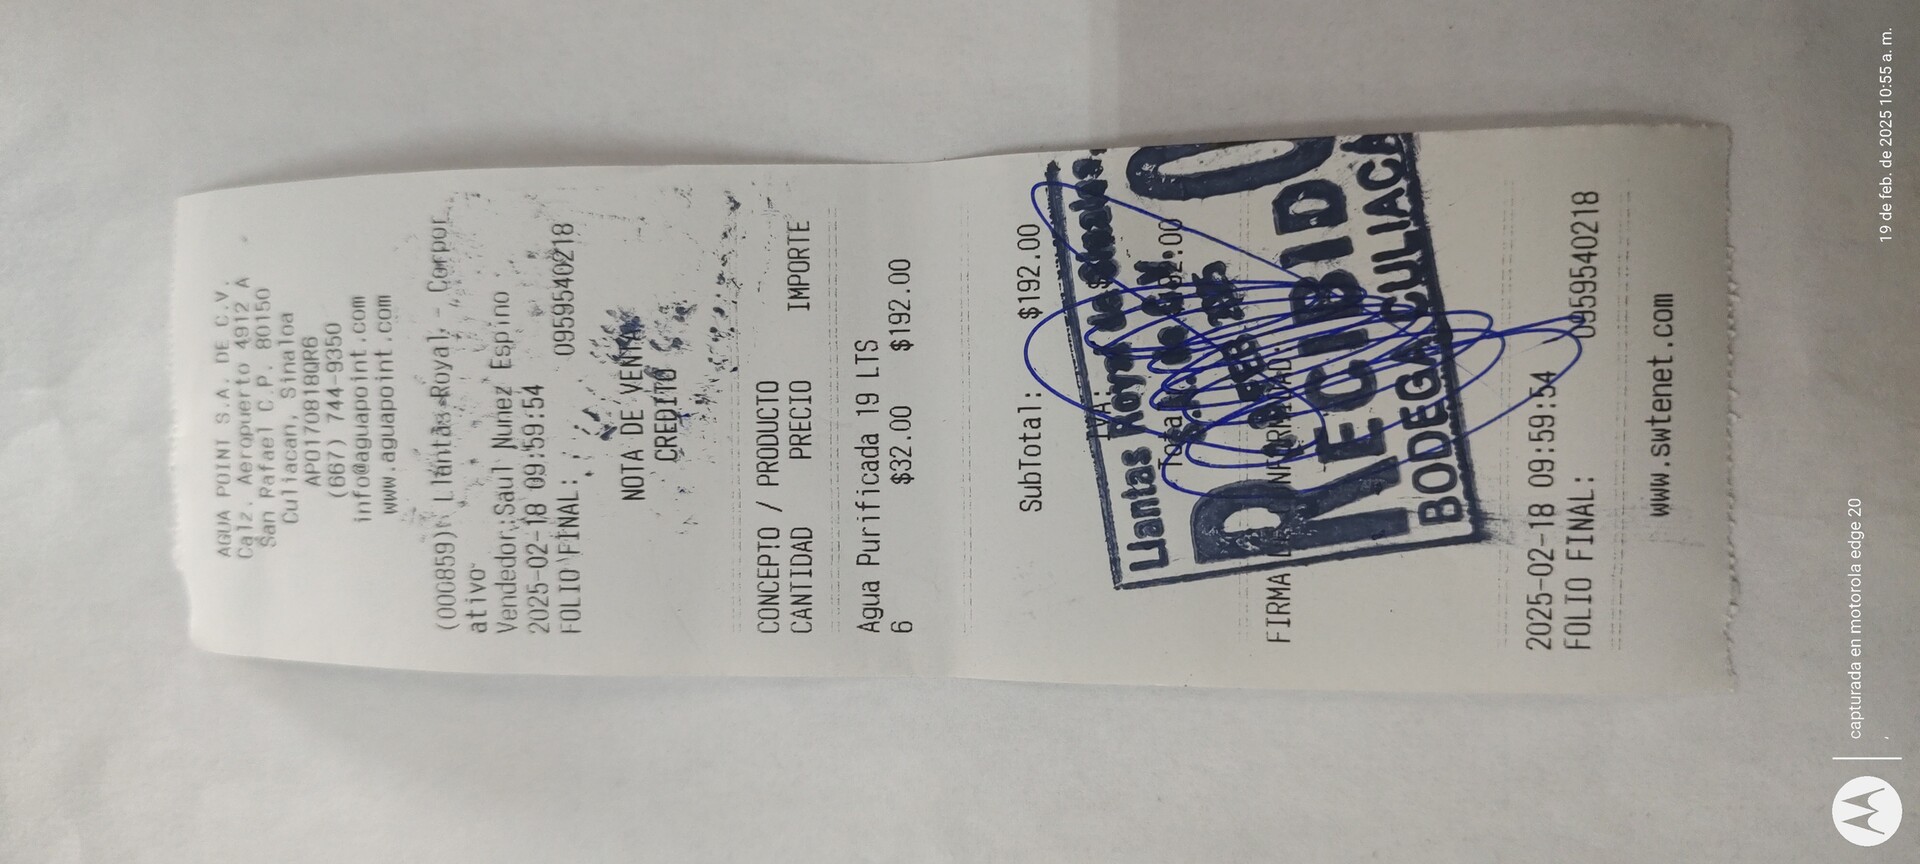 AGUA POINT S.A. DE C.V.
Calz. Aeropuerto 4912 A
San Rafael C.P. 80150
Culiacan, Sinaloa
APO170818QR6
(667) 744-9350
info@aguapoint.com
www.aguapoint.com
(000859) Llantas Royal - Corpor
ativo
Vendedor:Saul Nunez Espino
2025-02-18 09:59:54
FOLIO FINAL: 0959540218
NOTA DE VENTA
CREDITO
CONCEPTO / PRODUCTO
CANTIDAD PRECIO IMPORTE
Agua Purificada 19 LTS
6 $32.00 $192.00
SubTotal: $192.00
IVA:
Total
Llantas Royal de Sinaloa
FEB
RECIBIDO
BODEGA CULIACA
FIRMA
2025-02-18 09:59:54
FOLIO FINAL: 0959540218
www.swtenet.com
capturada en motorola edge 20
19 de feb. de 2025 10:55 a. m.